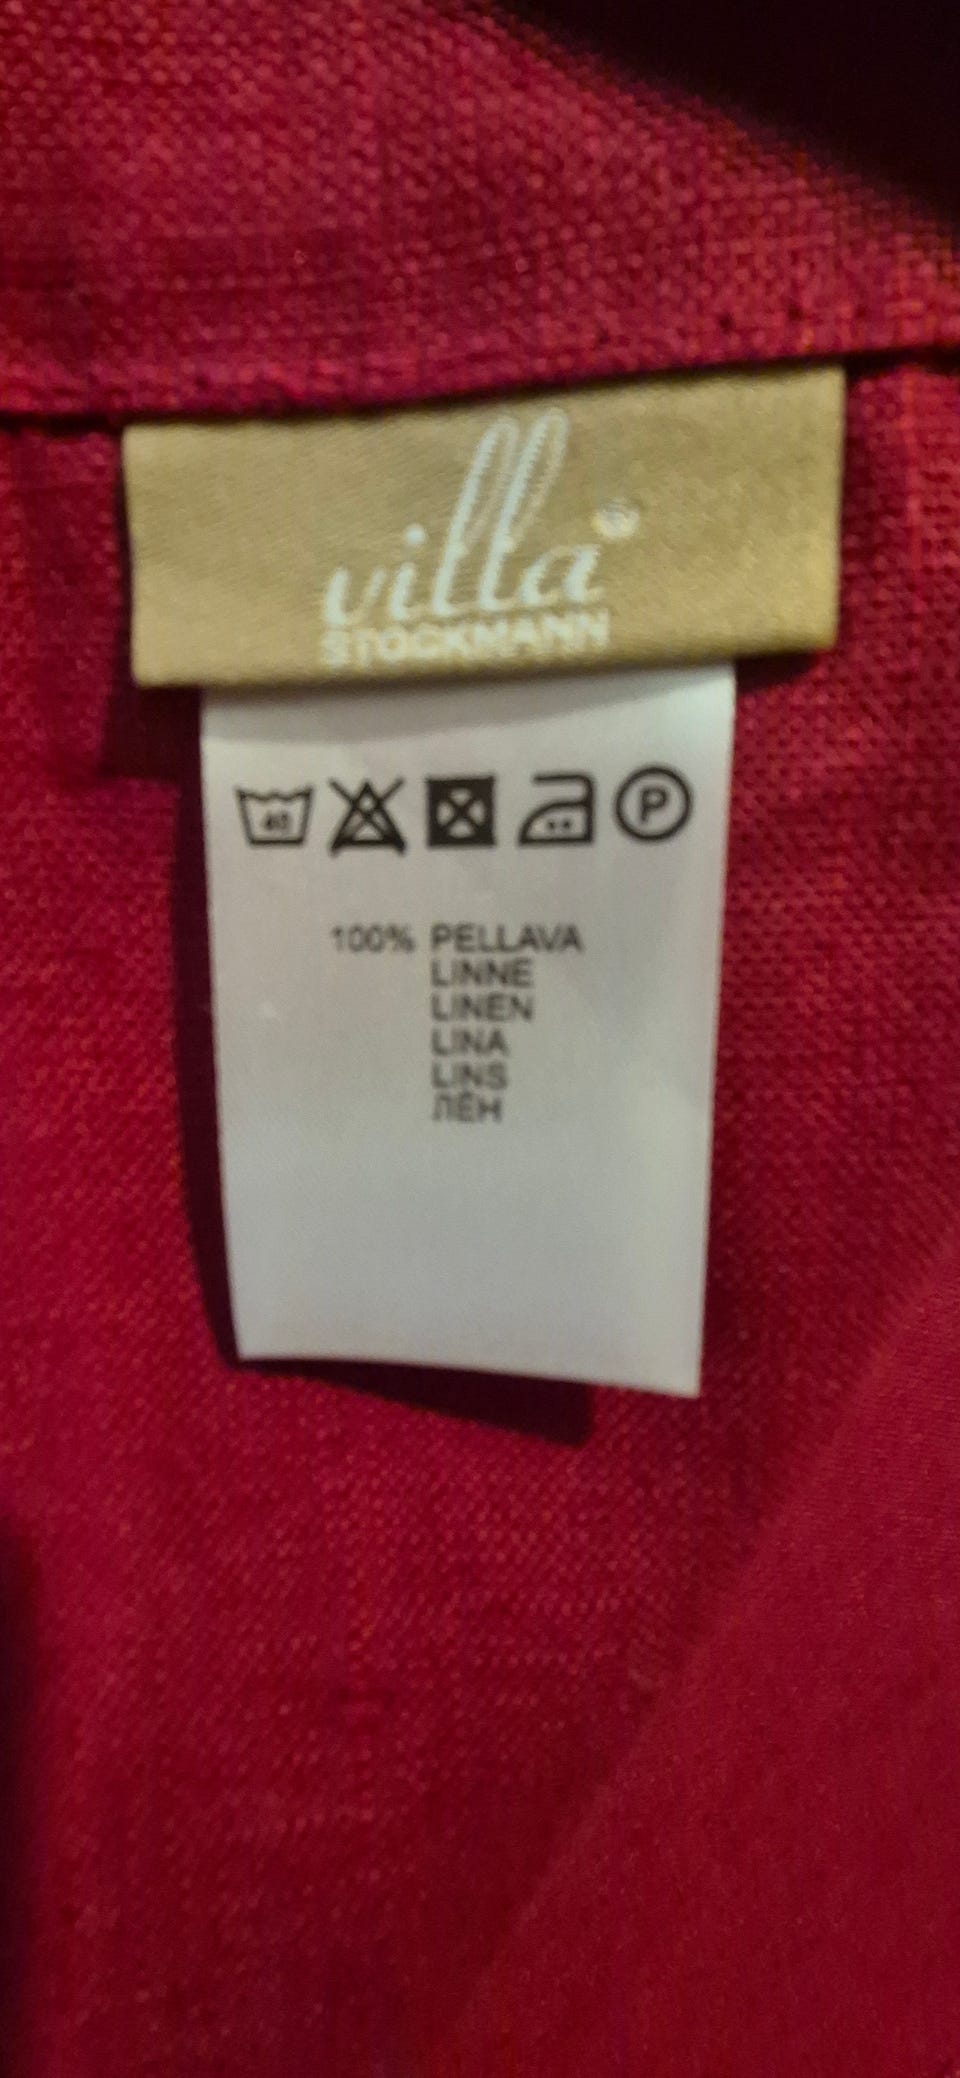 villa
STOCKMANN
40
P
100% PELLAVA
LINNE
LINEN
LINA
LINS
ЛЁН